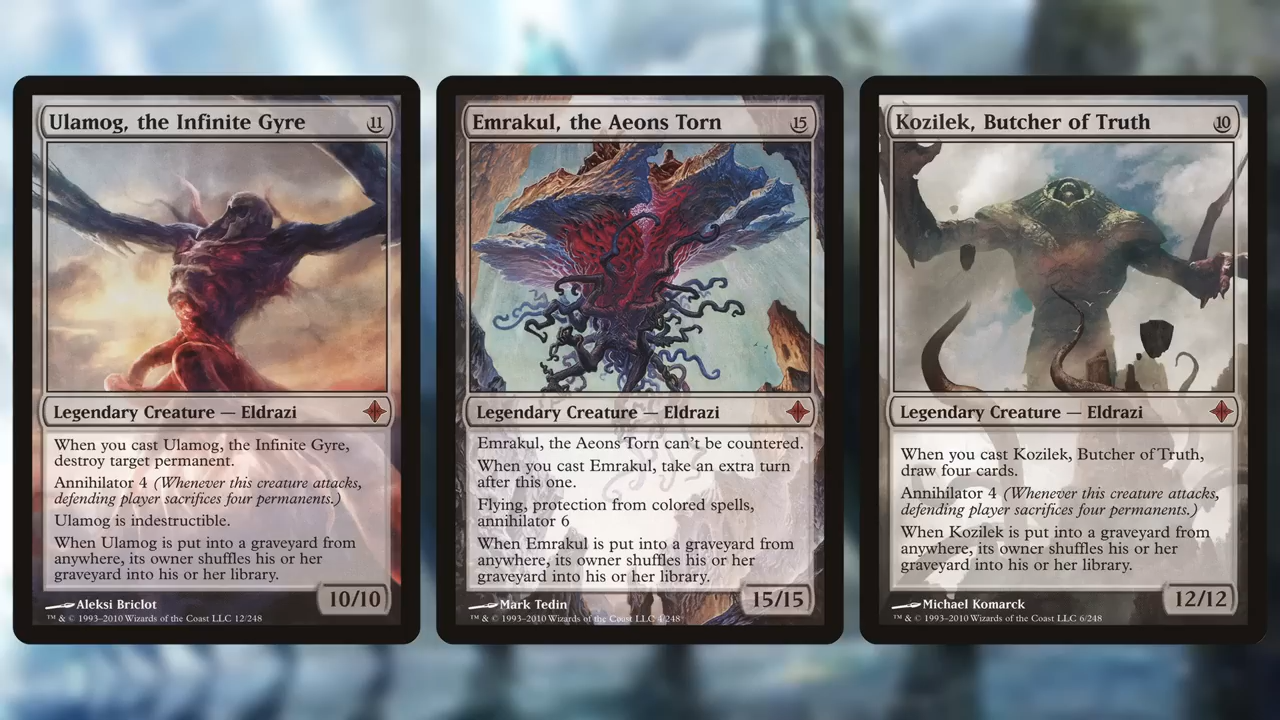 Ulamog, the Infinite Gyre 11
Legendary Creature — Eldrazi
When you cast Ulamog, the Infinite Gyre,
destroy target permanent.
Annihilator 4 (Whenever this creature attacks,
defending player sacrifices four permanents.)
Ulamog is indestructible.
When Ulamog is put into a graveyard from
anywhere, its owner shuffles his or her
graveyard into his or her library.
10/10
Aleksi Briclot
™ & © 1993–2010 Wizards of the Coast LLC 12/248
Emrakul, the Aeons Torn 15
Legendary Creature — Eldrazi
Emrakul, the Aeons Torn can't be countered.
When you cast Emrakul, take an extra turn
after this one.
Flying, protection from colored spells,
annihilator 6
When Emrakul is put into a graveyard from
anywhere, its owner shuffles his or her
graveyard into his or her library.
15/15
Mark Tedin
™ & © 1993–2010 Wizards of the Coast LLC 4/248
Kozilek, Butcher of Truth 10
Legendary Creature — Eldrazi
When you cast Kozilek, Butcher of Truth,
draw four cards.
Annihilator 4 (Whenever this creature attacks,
defending player sacrifices four permanents.)
When Kozilek is put into a graveyard from
anywhere, its owner shuffles his or her
graveyard into his or her library.
12/12
Michael Komarck
™ & © 1993–2010 Wizards of the Coast LLC 6/248